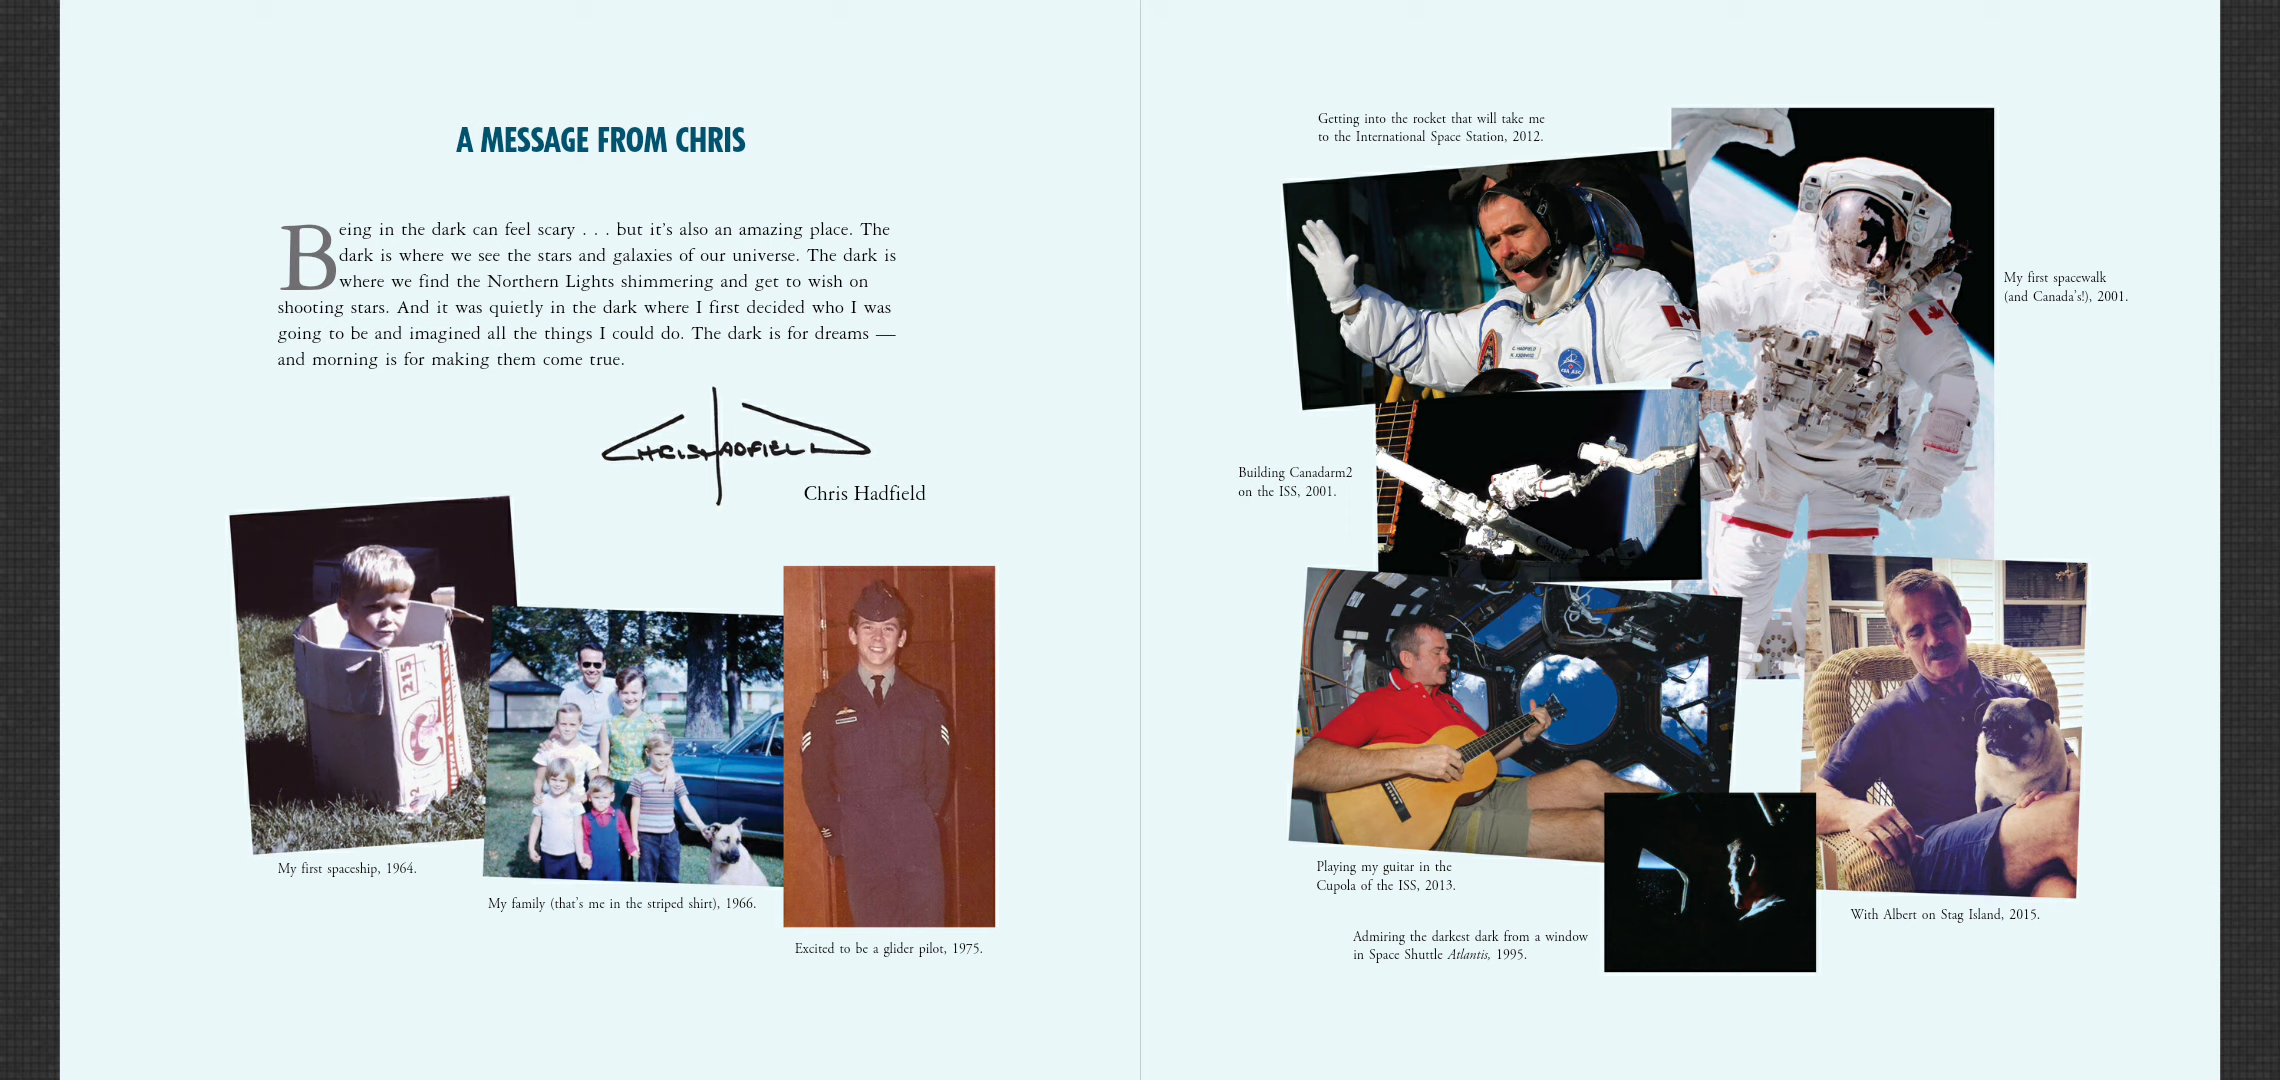 A MESSAGE FROM CHRIS
Being in the dark can feel scary . . . but it's also an amazing place. The
dark is where we see the stars and galaxies of our universe. The dark is
where we find the Northern Lights shimmering and get to wish on
shooting stars. And it was quietly in the dark where I first decided who I was
going to be and imagined all the things I could do. The dark is for dreams —
and morning is for making them come true.
CHRIS HADFIELD
Chris Hadfield
215
My first spaceship, 1964.
My family (that's me in the striped shirt), 1966.
Excited to be a glider pilot, 1975.
Getting into the rocket that will take me
to the International Space Station, 2012.
C. HADFIELD
My first spacewalk
(and Canada's!), 2001.
Building Canadarm2
on the ISS, 2001.
Playing my guitar in the
Cupola of the ISS, 2013.
Admiring the darkest dark from a window
in Space Shuttle Atlantis, 1995.
With Albert on Stag Island, 2015.